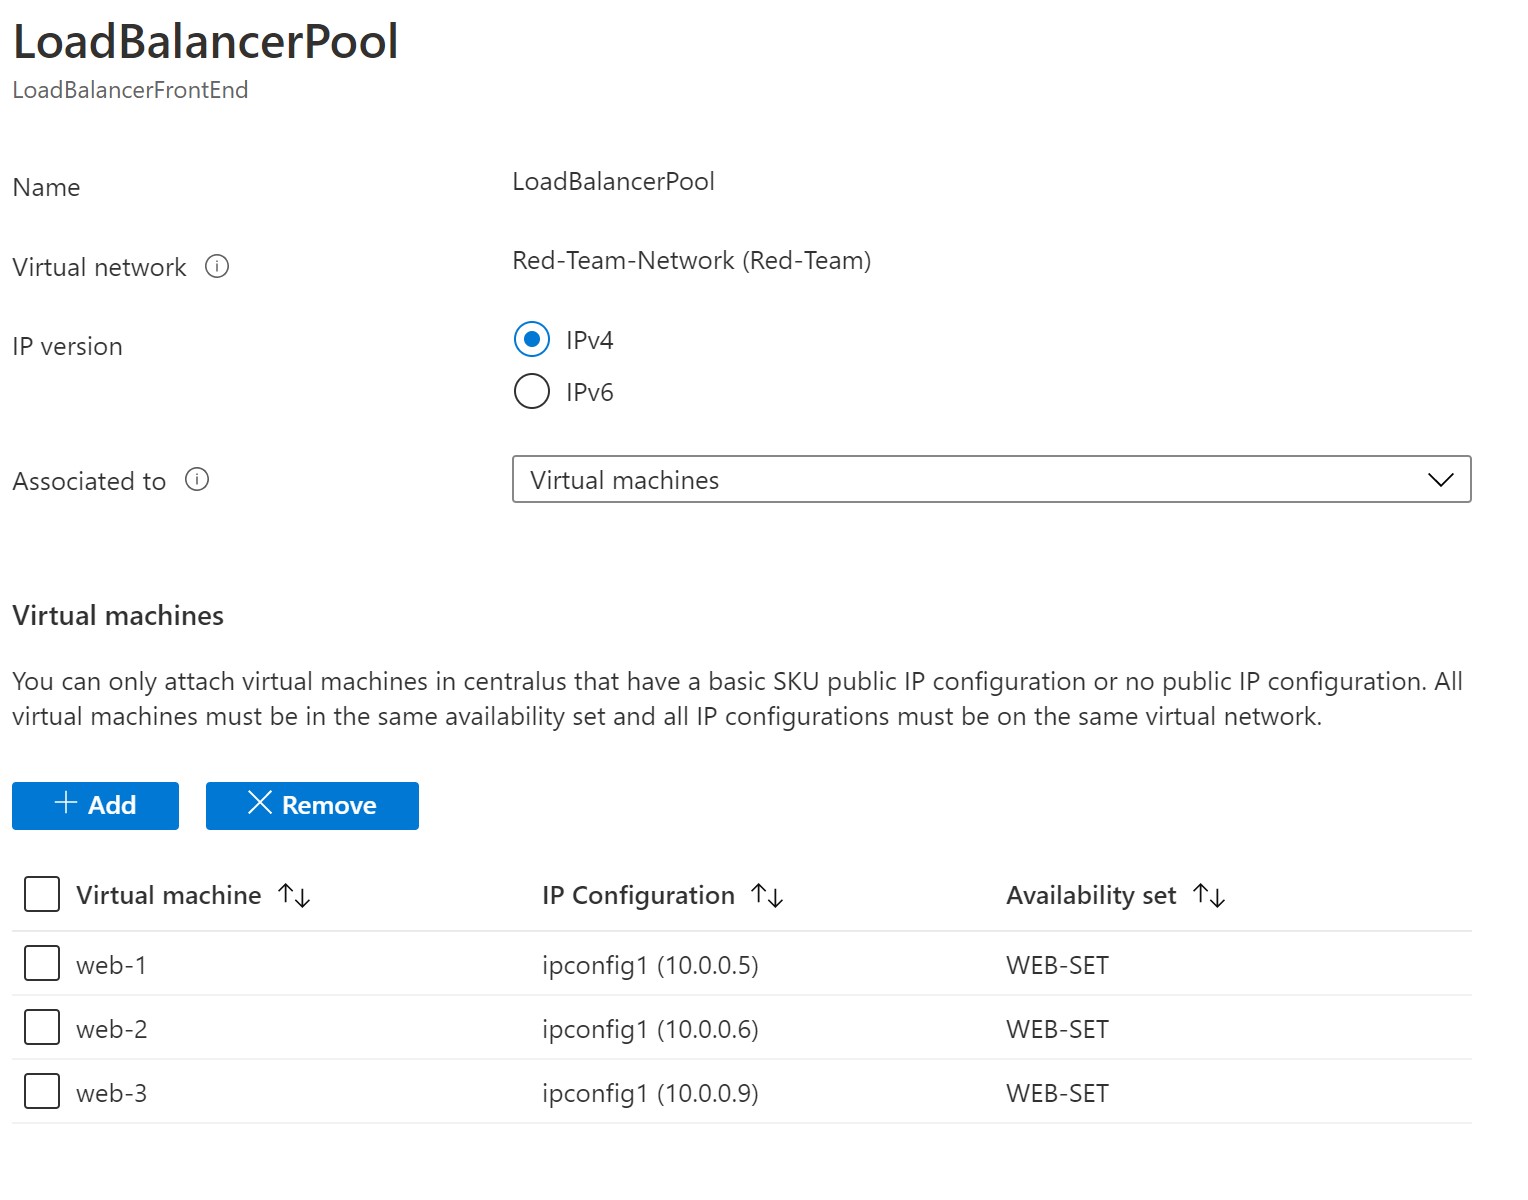 LoadBalancerPool
LoadBalancerFrontEnd
Name LoadBalancerPool
Virtual network Red-Team-Network (Red-Team)
IP version IPv4
IPv6
Associated to Virtual machines
Virtual machines
You can only attach virtual machines in centralus that have a basic SKU public IP configuration or no public IP configuration. All
virtual machines must be in the same availability set and all IP configurations must be on the same virtual network.
Add Remove
Virtual machine IP Configuration Availability set
web-1 ipconfig1 (10.0.0.5) WEB-SET
web-2 ipconfig1 (10.0.0.6) WEB-SET
web-3 ipconfig1 (10.0.0.9) WEB-SET